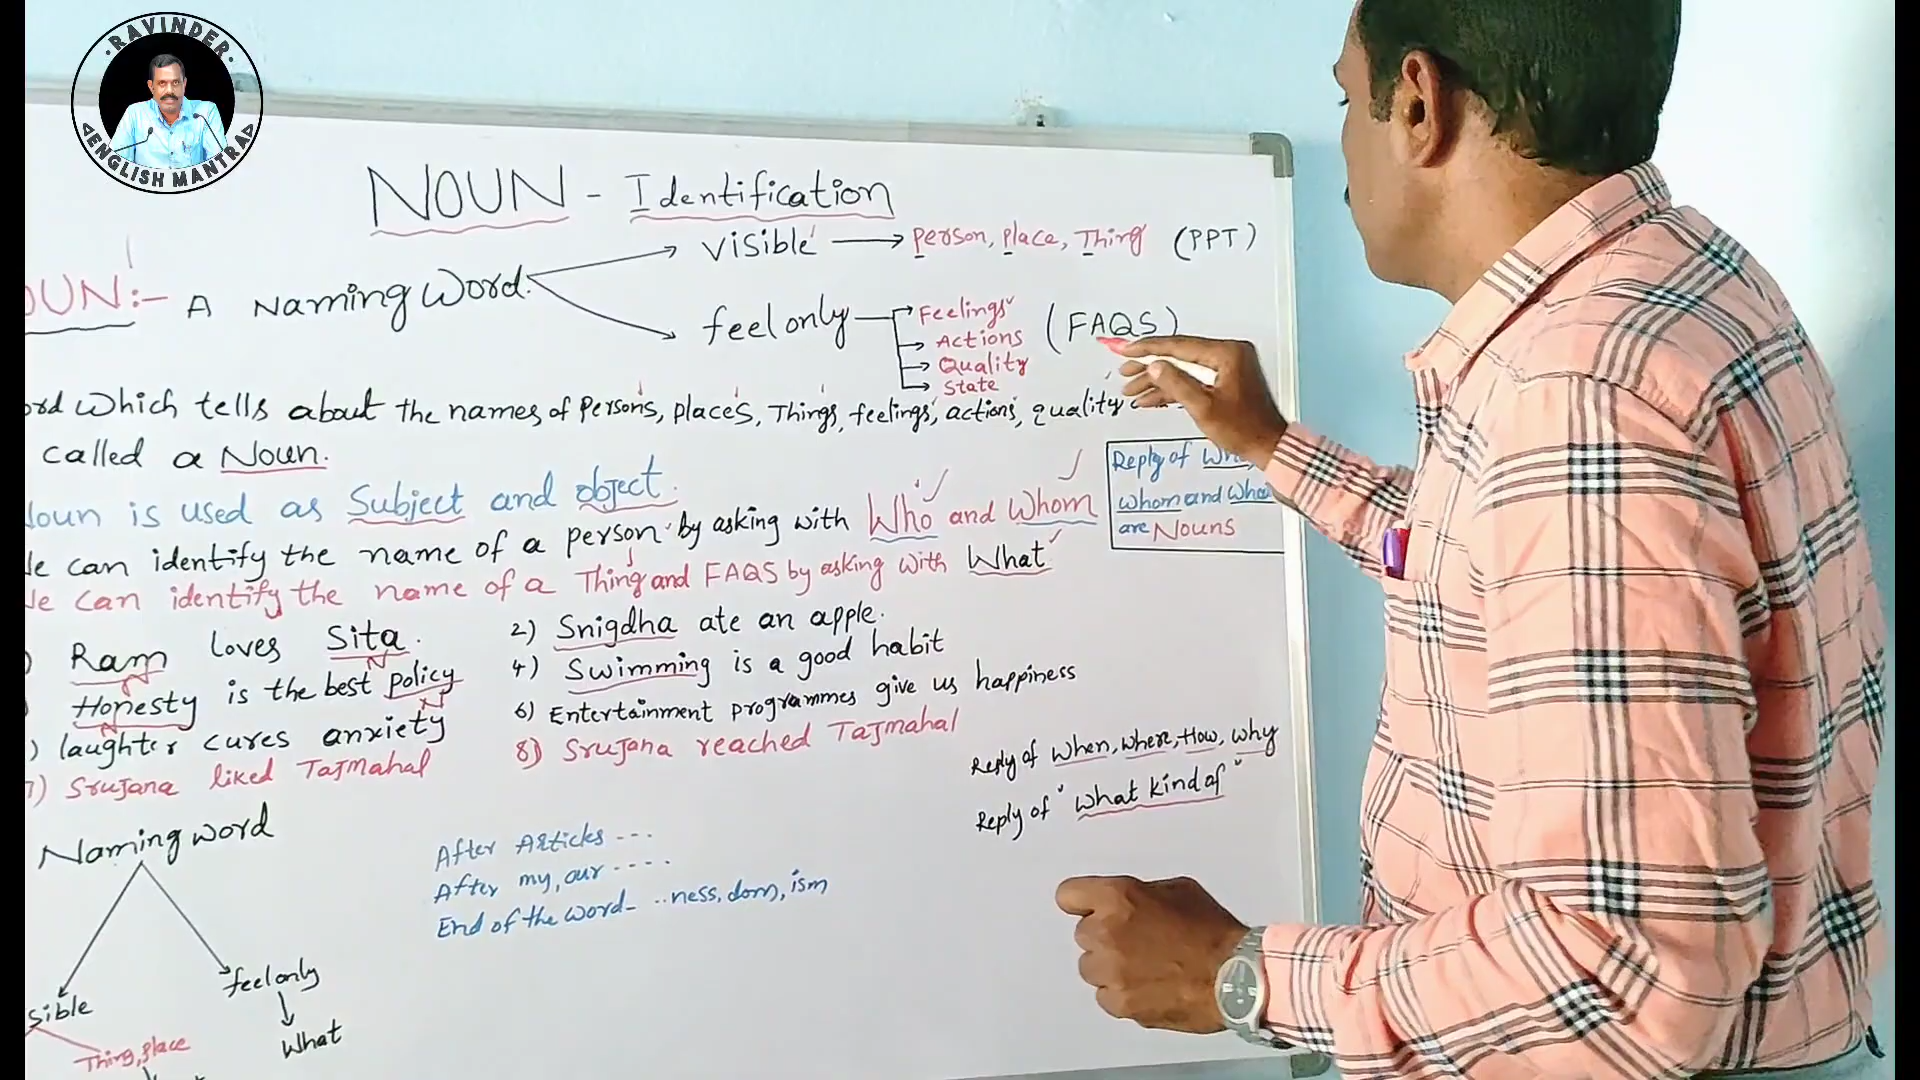 RAVINDER
ENGLISH MANTRA
NOUN - Identification
OUN:- A Naming Word.
visible → Person, Place, Thing (PPT)
feel only
Feelings
Actions
Quality
State
(FAQS)
ord which tells about the names of Persons, places, Things, feelings, actions, quality
called a Noun.
Noun is used as Subject and object.
We can identify the name of a person by asking with Who and Whom
We can identify the name of a Thing and FAQS by asking with What
Reply of
Whom and
are Nouns
) Ram loves Sita.
N
2) Snigdha ate an apple.
Honesty is the best policy
N
4) Swimming is a good habit
) laughter cures anxiety
6) Entertainment programmes give us happiness
7) Srujana liked Tajmahal
8) Srujana reached Tajmahal
Reply of When, Where, How, Why
Reply of "What kind of"
Naming word
sible
feel only
What
Thing, place
After Articles ---
After my, our ----
End of the word- ..ness, dom, ism